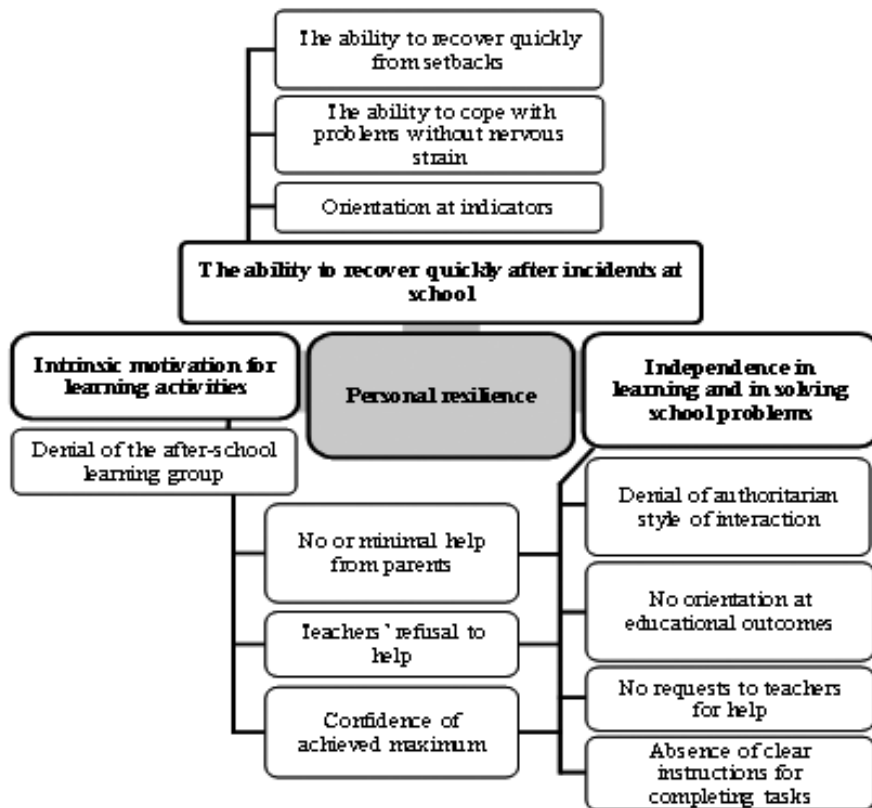 The ability to recover quickly
from setbacks
The ability to cope with
problems without nervous
strain
Orientation at indicators
The ability to recover quickly after incidents at
school
Intrinsic motivation for
learning activities
Personal resilience
Independence in
learning and in solving
school problems
Denial of the after-school
learning group
Denial of authoritarian
style of interaction
No or minimal help
from parents
No orientation at
educational outcomes
Teachers' refusal to
help
No requests to teachers
for help
Confidence of
achieved maximum
Absence of clear
instructions for
completing tasks